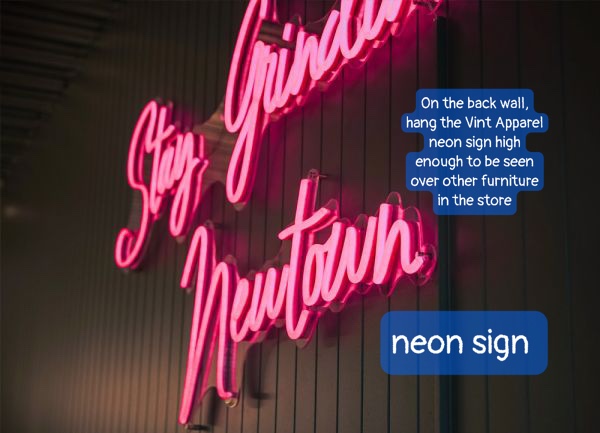 Stay Grindin
Newtown.
On the back wall,
hang the Vint Apparel
neon sign high
enough to be seen
over other furniture
in the store
neon sign